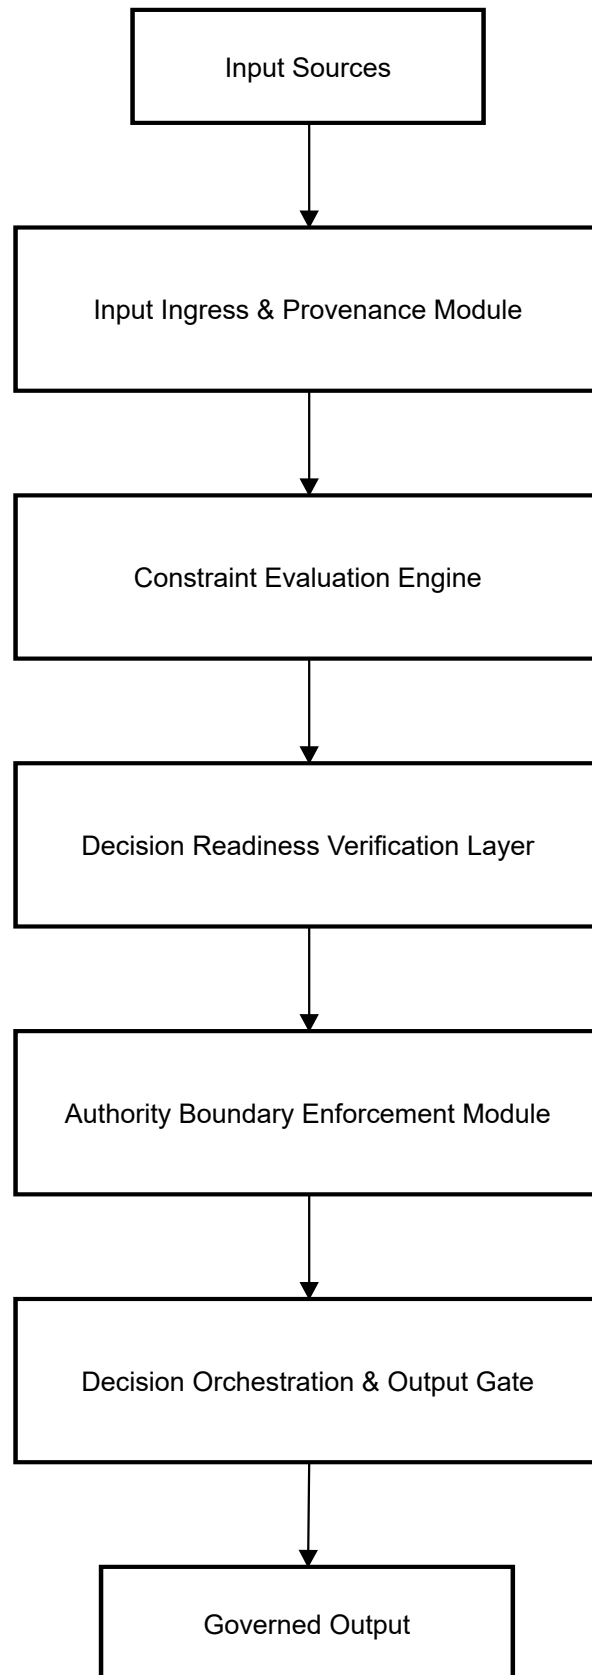 Input Sources
Input Ingress & Provenance Module
Constraint Evaluation Engine
Decision Readiness Verification Layer
Authority Boundary Enforcement Module
Decision Orchestration & Output Gate
Governed Output